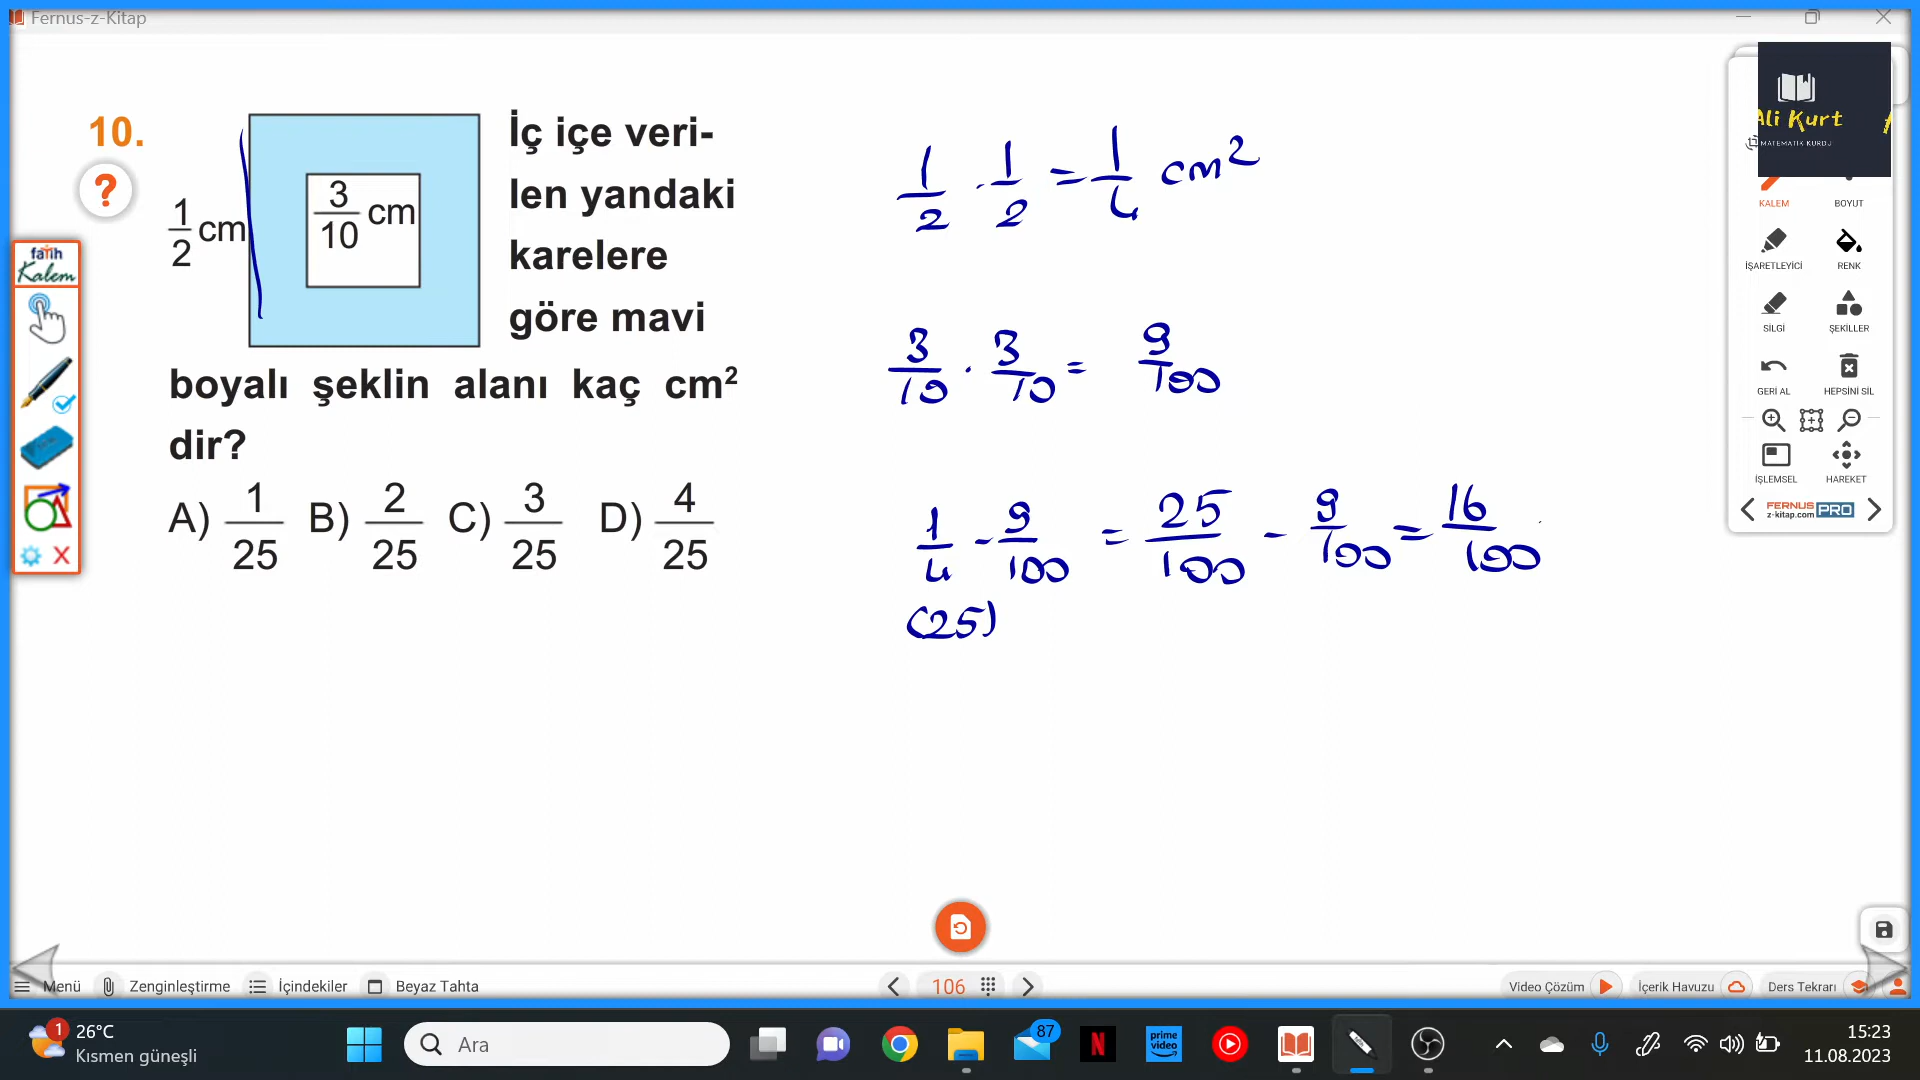 Fernus-z-Kitap
10.
?
1/2 cm
3/10 cm
İç içe veri-
len yandaki
karelere
göre mavi
boyalı şeklin alanı kaç cm²
dir?
A) 1/25 B) 2/25 C) 3/25 D) 4/25
1/2 · 1/2 = 1/4 cm²
3/10 · 3/10 = 9/100
1/4 - 9/100 = 25/100 - 9/100 = 16/100
(25)
fatih
Kalem
Ali Kurt
MATEMATİK KURDU
KALEM BOYUT
İŞARETLEYİCİ RENK
SİLGİ ŞEKİLLER
GERİ AL HEPSİNİ SİL
İŞLEMSEL HAREKET
FERNUS
z-kitap.com PRO
Menü Zenginleştirme İçindekiler Beyaz Tahta 106 Video Çözüm İçerik Havuzu Ders Tekrarı
1 26°C
Kısmen güneşli
Ara
87
N
prime
video
15:23
11.08.2023